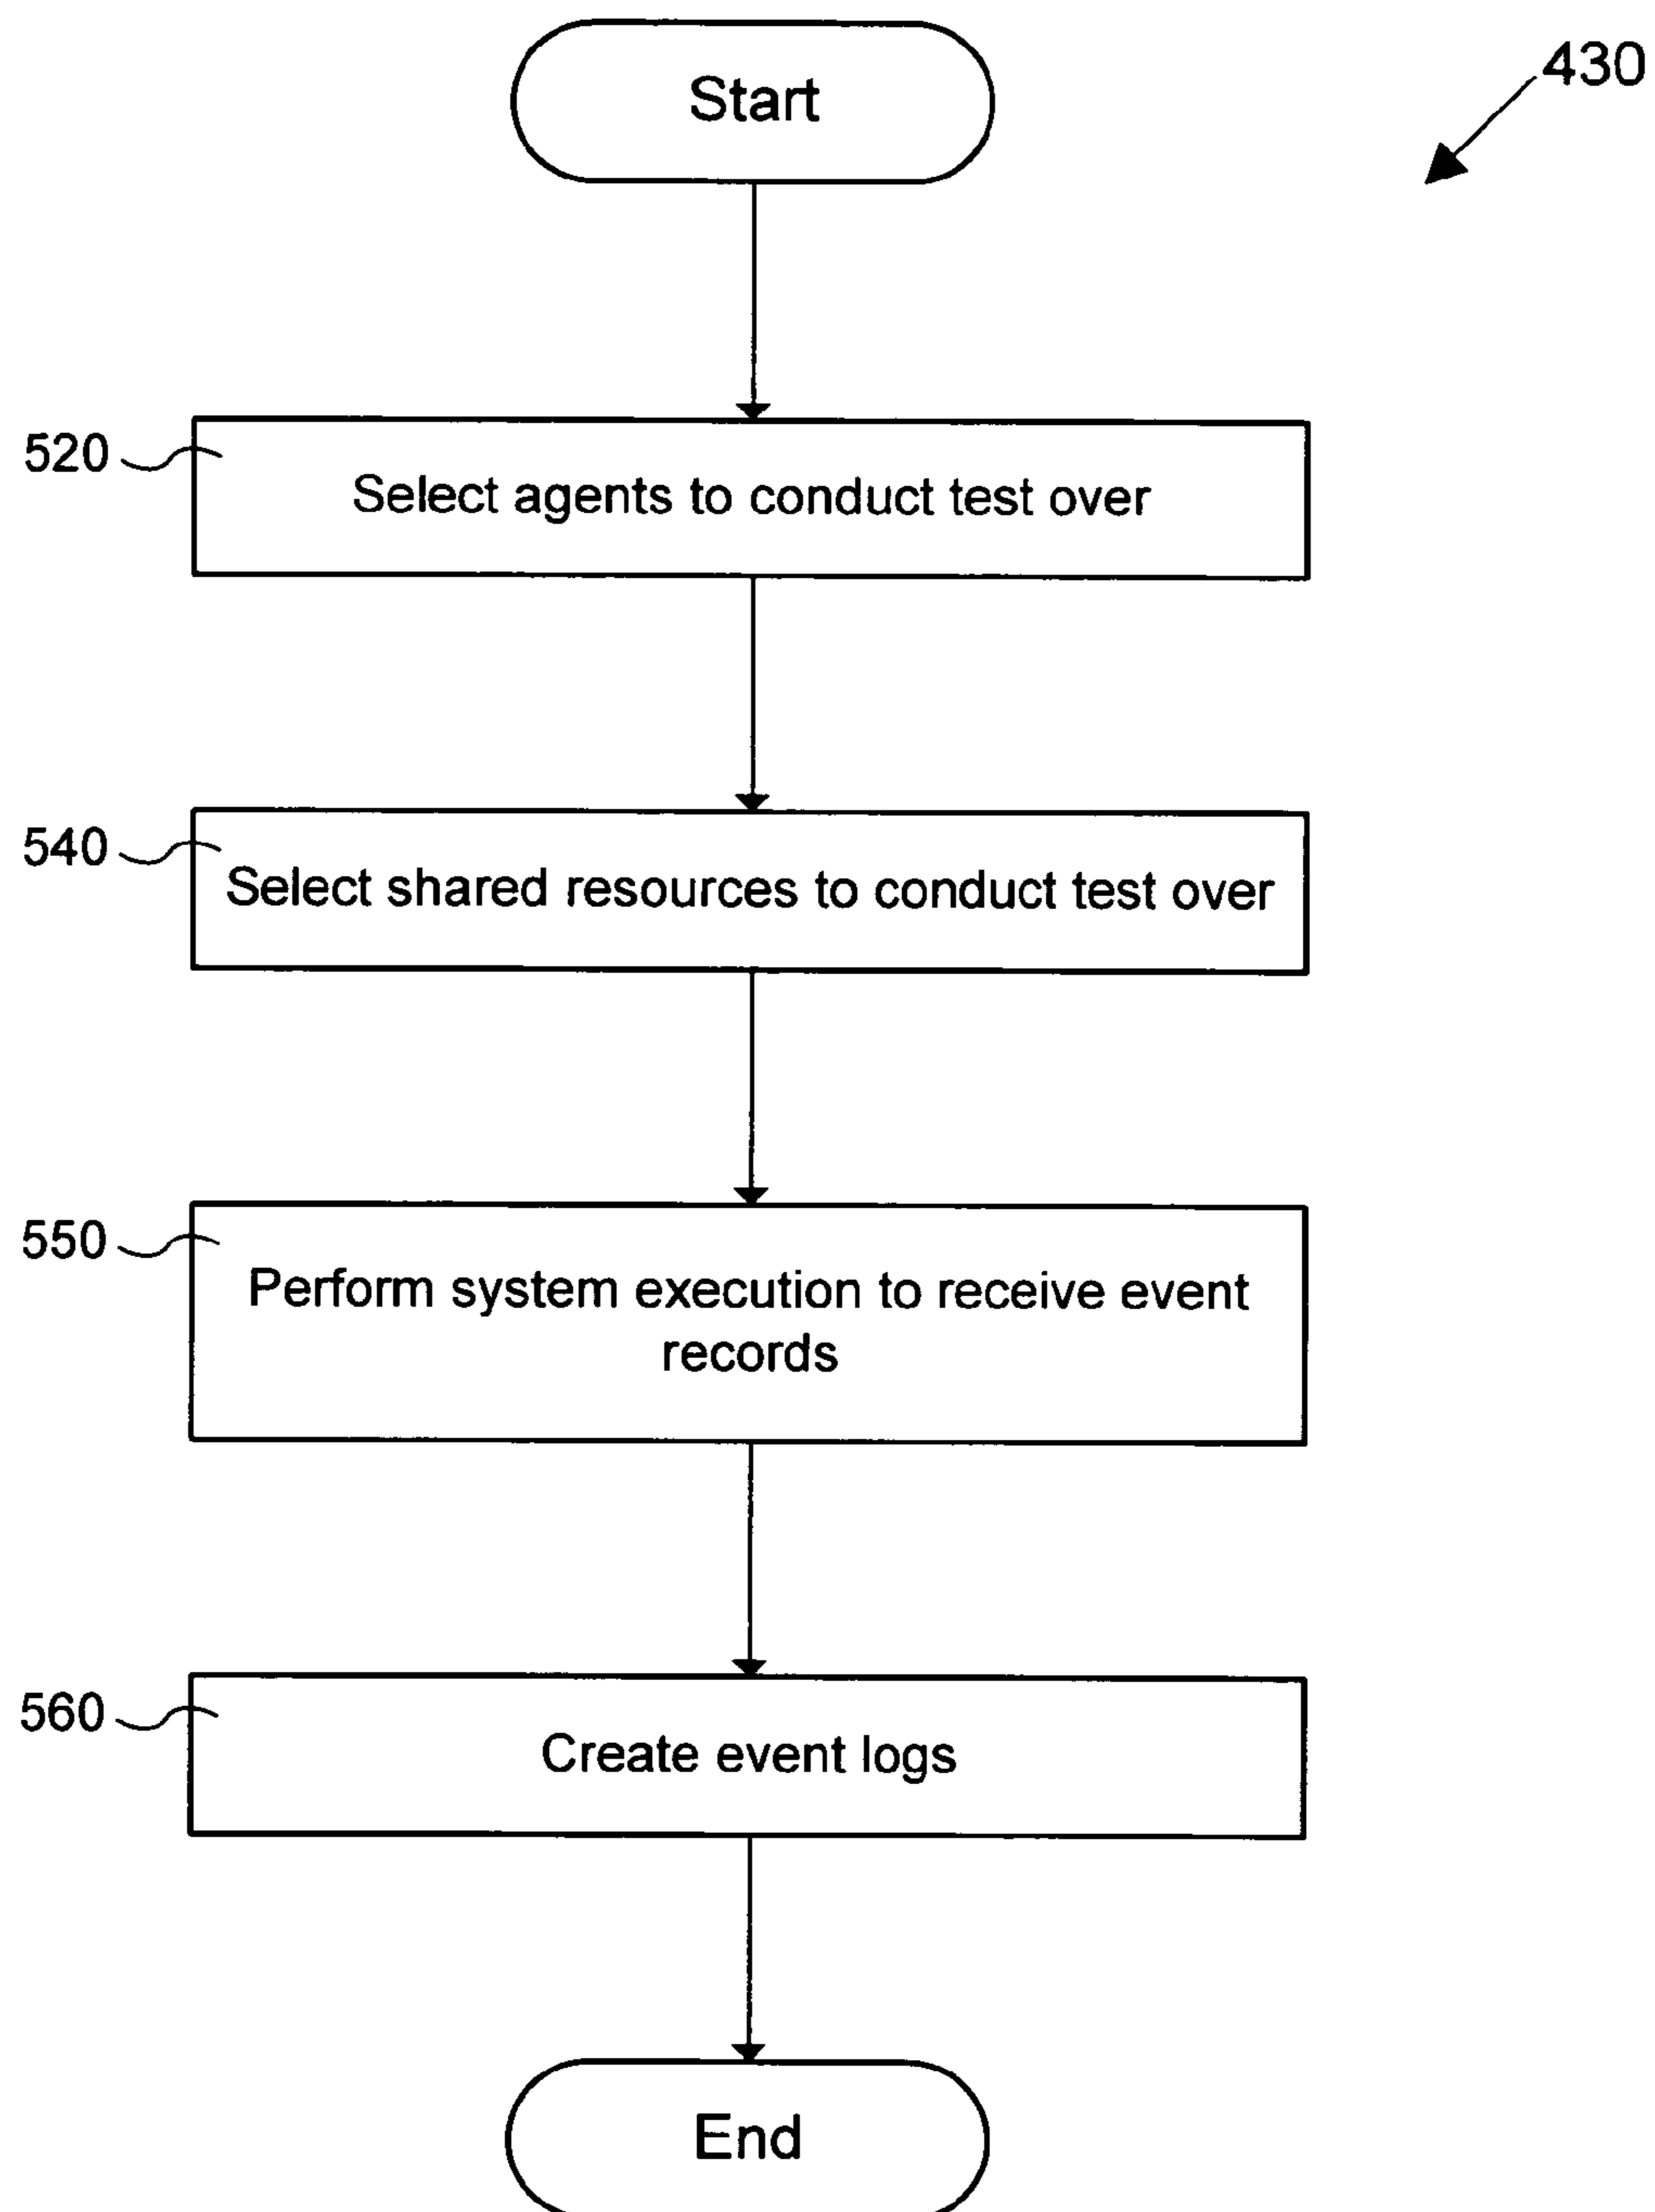 Start
430
520
Select agents to conduct test over
540
Select shared resources to conduct test over
550
Perform system execution to receive event
records
560
Create event logs
End